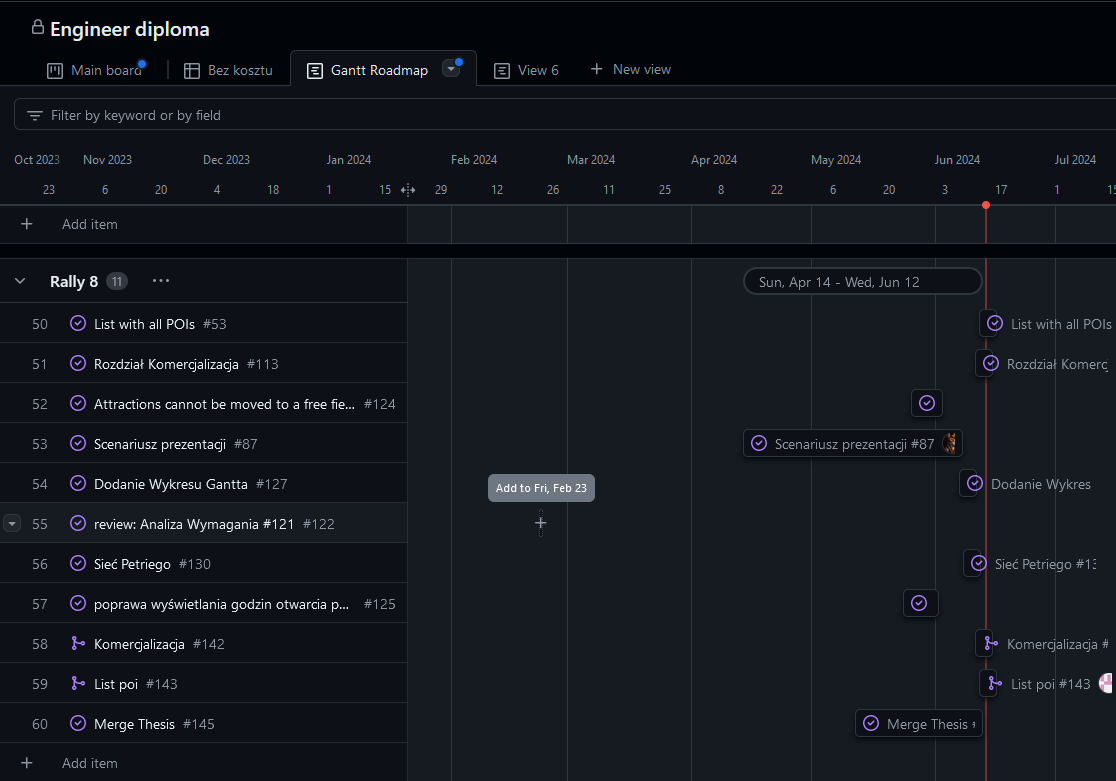 Engineer diploma
Main board Bez kosztu Gantt Roadmap View 6 New view
Filter by keyword or by field
Oct 2023 Nov 2023 Dec 2023 Jan 2024 Feb 2024 Mar 2024 Apr 2024 May 2024 Jun 2024 Jul 2024
23 6 20 4 18 1 15 29 12 26 11 25 8 22 6 20 3 17 1 15
Add item
Rally 8 11 ... Sun, Apr 14 - Wed, Jun 12
50 List with all POIs #53 List with all POIs
51 Rozdział Komercjalizacja #113 Rozdział Komerc
52 Attractions cannot be moved to a free fie... #124
53 Scenariusz prezentacji #87 Scenariusz prezentacji #87
54 Dodanie Wykresu Gantta #127 Dodanie Wykres
Add to Fri, Feb 23
55 review: Analiza Wymagania #121 #122
56 Sieć Petriego #130 Sieć Petriego #13
57 poprawa wyświetlania godzin otwarcia p... #125
58 Komercjalizacja #142 Komercjalizacja #
59 List poi #143 List poi #143
60 Merge Thesis #145 Merge Thesis
Add item